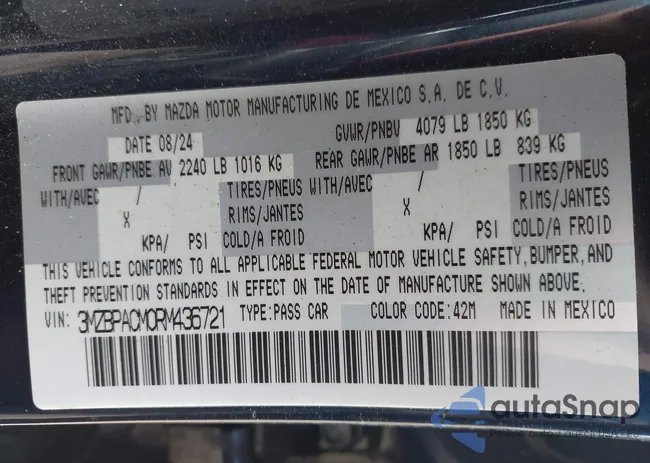 MFD. BY MAZDA MOTOR MANUFACTURING DE MEXICO S.A. DE C.V.
DATE 08/24 GVWR/PNBV 4079 LB 1850 KG
FRONT GAWR/PNBE AV 2240 LB 1016 KG REAR GAWR/PNBE AR 1850 LB 839 KG
WITH/AVEC / TIRES/PNEUS WITH/AVEC / TIRES/PNEUS
X RIMS/JANTES X RIMS/JANTES
KPA/ PSI COLD/A FROID KPA/ PSI COLD/A FROID
THIS VEHICLE CONFORMS TO ALL APPLICABLE FEDERAL MOTOR VEHICLE SAFETY, BUMPER, AND
THEFT PREVENTION STANDARDS IN EFFECT ON THE DATE OF MANUFACTURE SHOWN ABOVE.
VIN: 3MZBPACM0RM436721 TYPE:PASS CAR COLOR CODE:42M MADE IN MEXICO
autaSnap